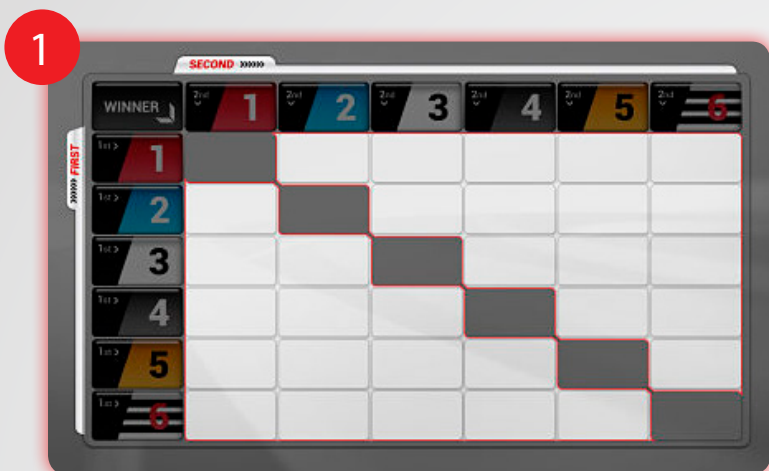 1
SECOND »»»»
WINNER 2nd 1 2nd 2 2nd 3 2nd 4 2nd 5 2nd 6
««« FIRST
1st > 1
1st > 2
1st > 3
1st > 4
1st > 5
1st > 6